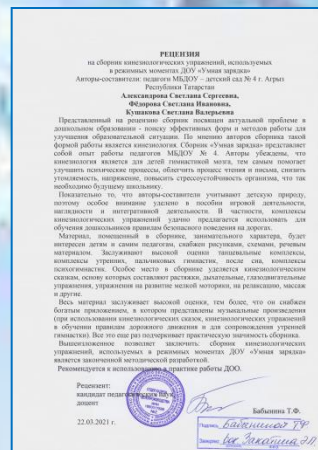 РЕЦЕНЗИЯ
на сборник кинезиологических упражнений, используемых
в режимных моментах ДОУ «Умная зарядка»
Авторы-составители: педагоги МБДОУ – детский сад № 4 г. Агрыз
Республики Татарстан
Александрова Светлана Сергеевна,
Фёдорова Светлана Ивановна,
Кушакова Светлана Валерьевна
Представленный на рецензию сборник посвящен актуальной проблеме в
дошкольном образовании - поиску эффективных форм и методов работы для
улучшения образовательной ситуации. По мнению авторов сборника такой
формой работы является кинезиология. Сборник «Умная зарядка» представляет
собой опыт работы педагогов МБДОУ № 4. Авторы убеждены, что
кинезиология является для детей гимнастикой мозга, тем самым помогает
улучшить психические процессы, облегчить процесс чтения и письма, снизить
утомляемость, напряжение, повысить стрессоустойчивость организма, что так
необходимо будущему школьнику.
Показательно то, что авторы-составители учитывают детскую природу,
поэтому особое внимание уделено в пособии игровой деятельности,
наглядности и интегративной деятельности. В частности, комплексы
кинезиологических упражнений удачно предлагается использовать для
обучения дошкольников правилам безопасного поведения на дорогах.
Материал, помещенный в сборнике, занимательного характера, будет
интересен детям и самим педагогам, снабжен рисунками, схемами, речевым
материалом. Заслуживают высокой оценки танцевальные комплексы,
комплексы утренних, пальчиковых гимнастик, после сна, комплексы
психогимнастик. Особое место в сборнике уделяется кинезиологическим
сказкам, основу которых составляют растяжки, дыхательные, глазодвигательные
упражнения, упражнения на развитие мелкой моторики, на релаксацию, массаж
и другие.
Весь материал заслуживает высокой оценки, тем более, что он снабжен
богатым приложением, в котором представлены музыкальные произведения
(при использовании кинезиологических сказок, кинезиологических упражнений
в обучении правилам дорожного движения и для сопровождения утренней
гимнастики). Все это еще раз подчеркивает практическую значимость сборника.
Вышеизложенное позволяет заключить: сборник кинезиологических
упражнений, используемых в режимных моментах ДОУ «Умная зарядка»
является законченной методической разработкой.
Рекомендуется к использованию в практике работы ДОО.
Рецензент:
кандидат педагогических наук,
доцент
Бабынина Т.Ф.
22.03.2021 г.
Подпись Бабыниной Т.Ф.